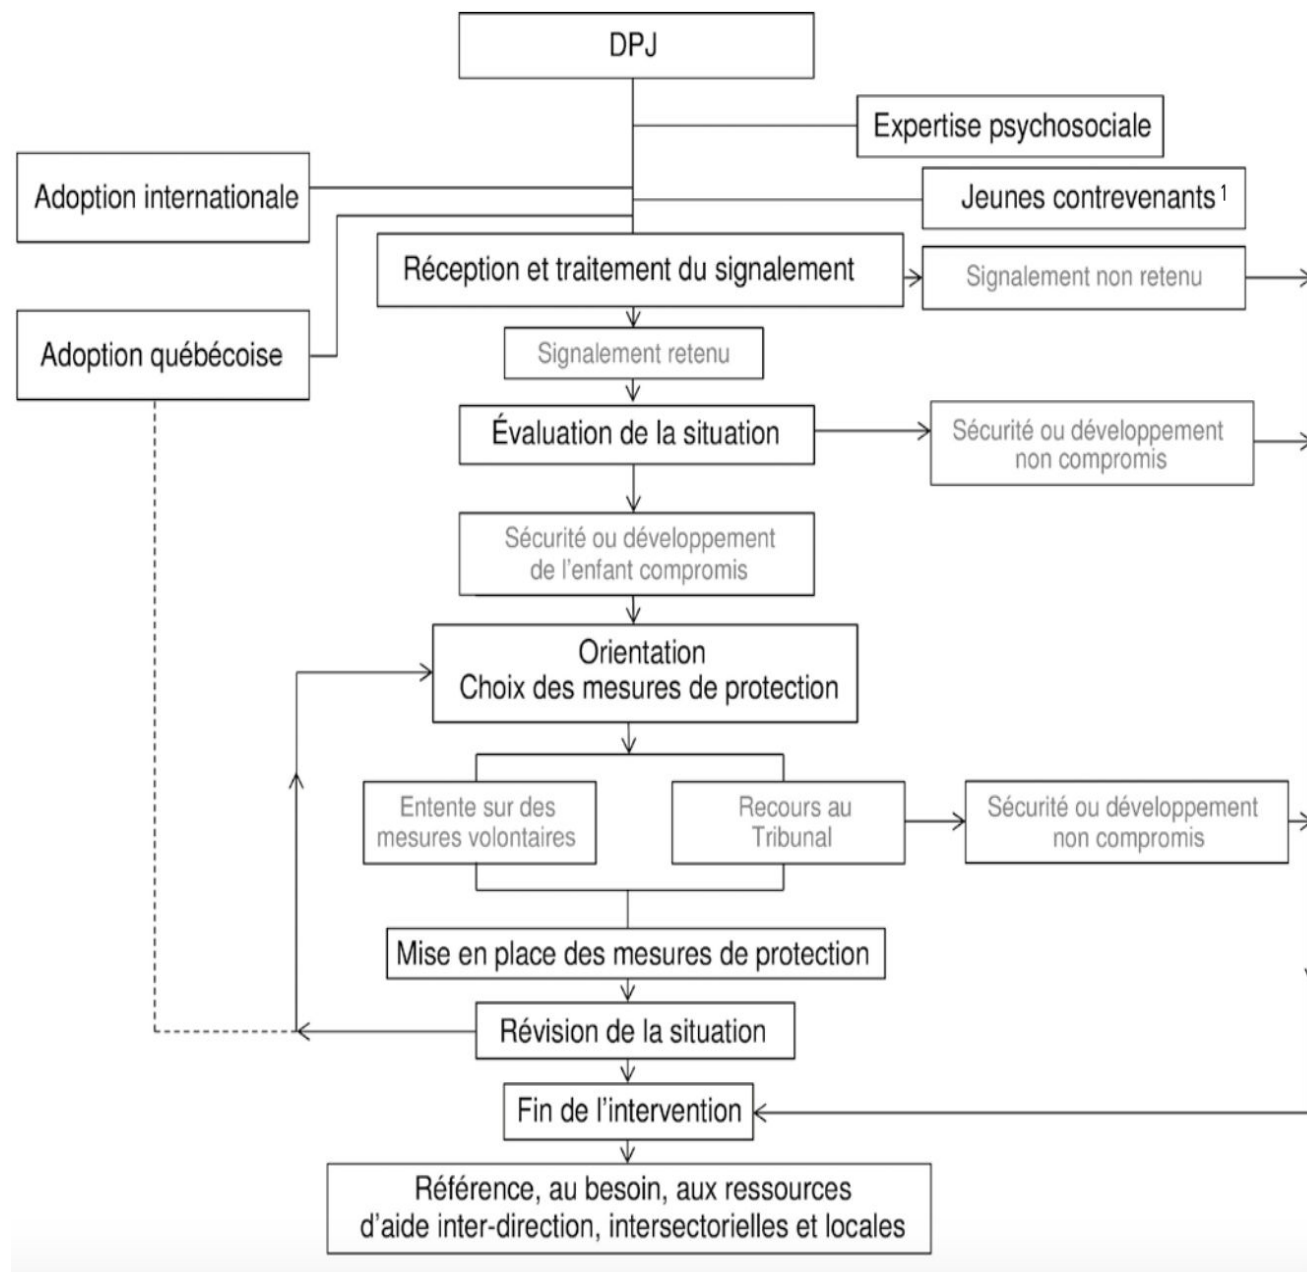 DPJ
Expertise psychosociale
Adoption internationale
Jeunes contrevenants 1
Réception et traitement du signalement
Signalement non retenu
Adoption québécoise
Signalement retenu
Évaluation de la situation
Sécurité ou développement
non compromis
Sécurité ou développement
de l'enfant compromis
Orientation
Choix des mesures de protection
Entente sur des
mesures volontaires
Recours au
Tribunal
Sécurité ou développement
non compromis
Mise en place des mesures de protection
Révision de la situation
Fin de l'intervention
Référence, au besoin, aux ressources
d'aide inter-direction, intersectorielles et locales